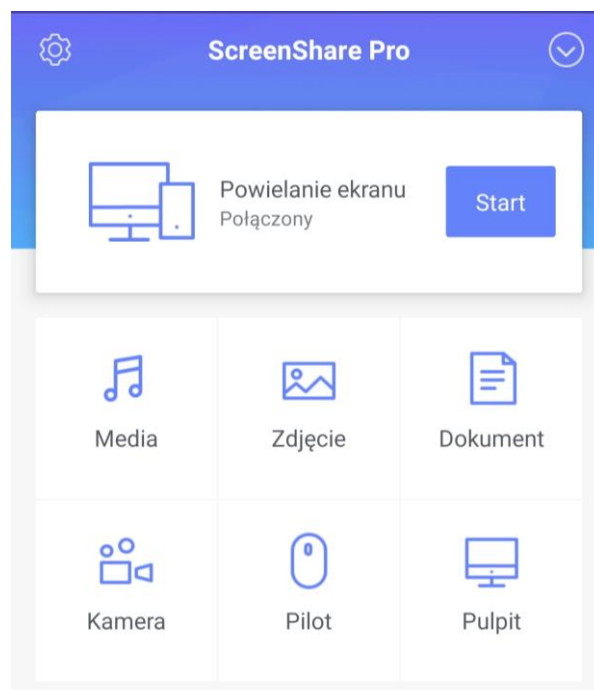 ScreenShare Pro
Powielanie ekranu
Połączony
Start
Media
Zdjęcie
Dokument
Kamera
Pilot
Pulpit